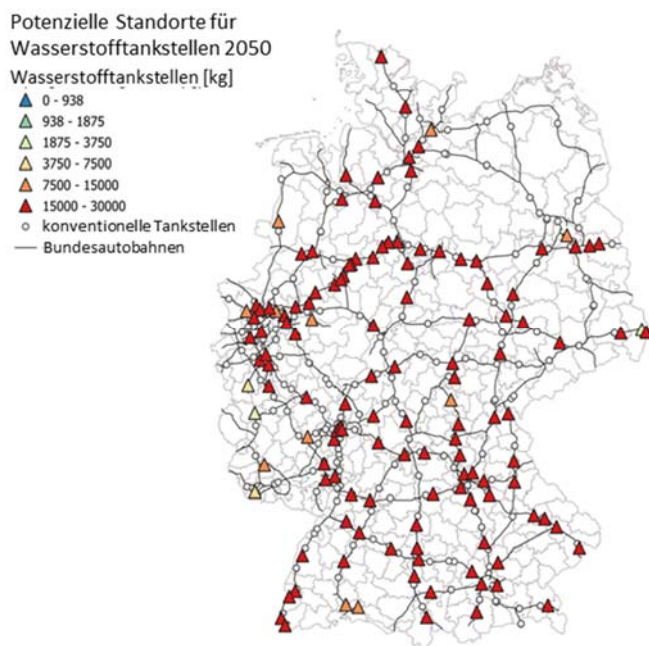 Potenzielle Standorte für
Wasserstofftankstellen 2050
Wasserstofftankstellen [kg]
0 - 938
938 - 1875
1875 - 3750
3750 - 7500
7500 - 15000
15000 - 30000
konventionelle Tankstellen
Bundesautobahnen